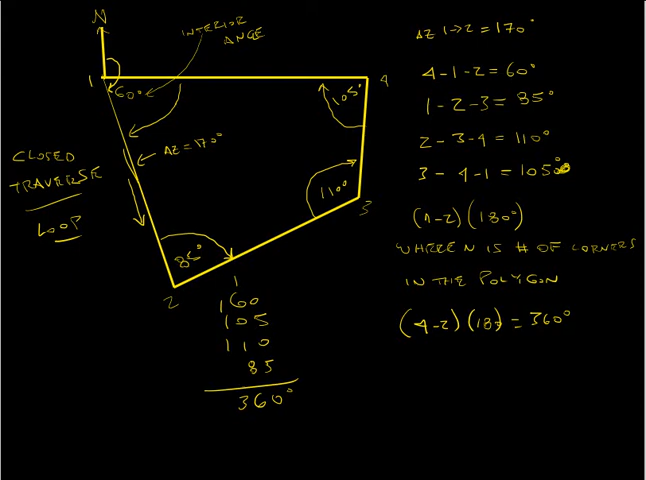 N
INTERIOR
ANGE
1
4
60°
105°
AZ = 170°
CLOSED
TRAVERSE
LOOP
110°
3
85°
2
1
160
105
110
85
360°
AZ 1→2 = 170°
4-1-2 = 60°
1-2-3 = 85°
2-3-4 = 110°
3-4-1 = 105°
(n-2)(180°)
WHERE N IS # OF CORNERS
IN THE POLYGON
(4-2)(180) = 360°